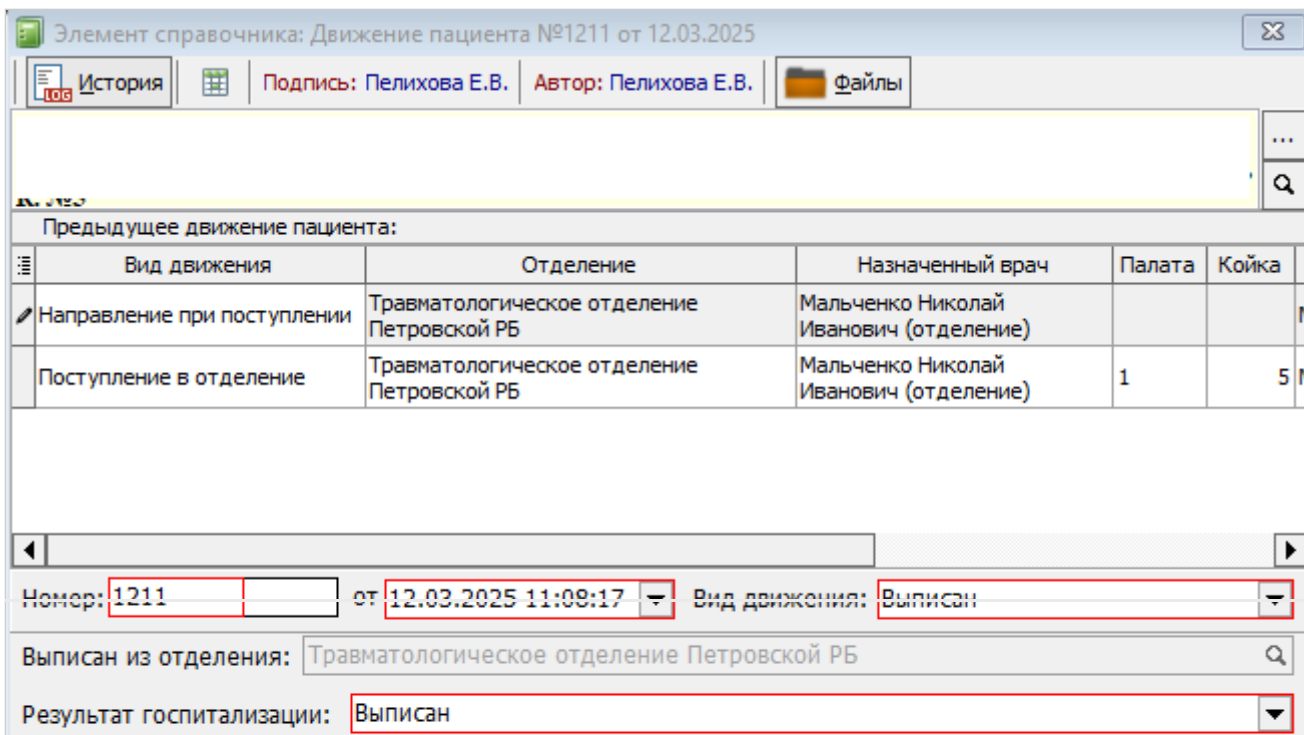 Элемент справочника: Движение пациента №1211 от 12.03.2025
LOG История Подпись: Пелихова Е.В. Автор: Пелихова Е.В. Файлы
...
Предыдущее движение пациента:
Вид движения Отделение Назначенный врач Палата Койка
Направление при поступлении Травматологическое отделение Петровской РБ Мальченко Николай Иванович (отделение)
Поступление в отделение Травматологическое отделение Петровской РБ Мальченко Николай Иванович (отделение) 1 5
Номер: 1211 от 12.03.2025 11:08:17 Вид движения: Выписан
Выписан из отделения: Травматологическое отделение Петровской РБ
Результат госпитализации: Выписан